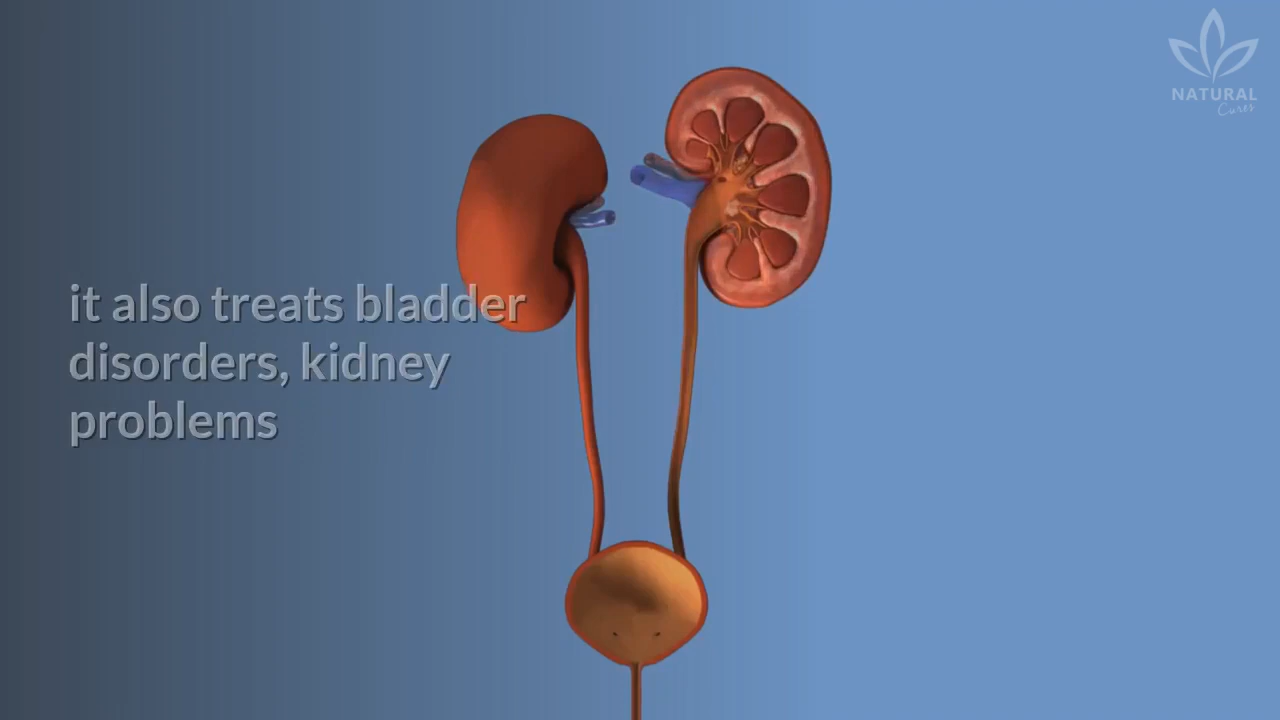 NATURAL
Cures
it also treats bladder
disorders, kidney
problems